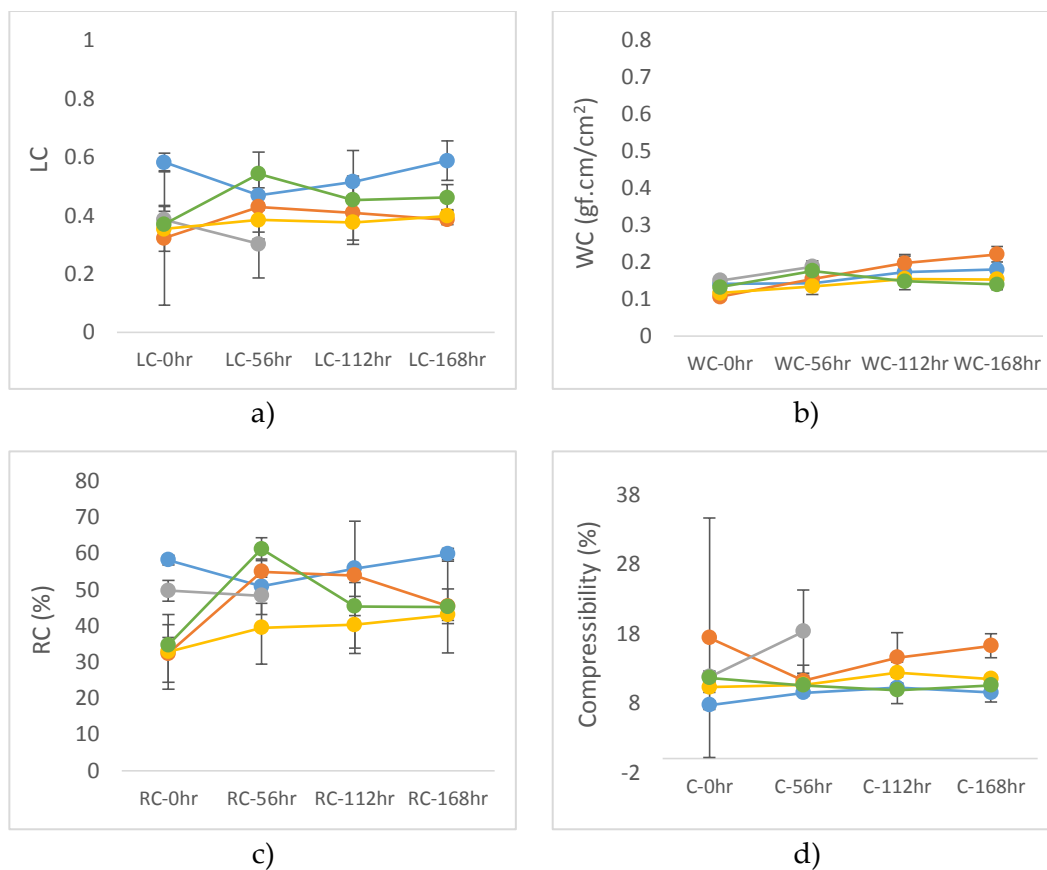 LC
1
0.8
0.6
0.4
0.2
0
LC-0hr LC-56hr LC-112hr LC-168hr
a)
WC (gf.cm/cm²)
0.8
0.7
0.6
0.5
0.4
0.3
0.2
0.1
0
WC-0hr WC-56hr WC-112hr WC-168hr
b)
RC (%)
80
70
60
50
40
30
20
10
0
RC-0hr RC-56hr RC-112hr RC-168hr
c)
Compressibility (%)
38
28
18
8
-2
C-0hr C-56hr C-112hr C-168hr
d)